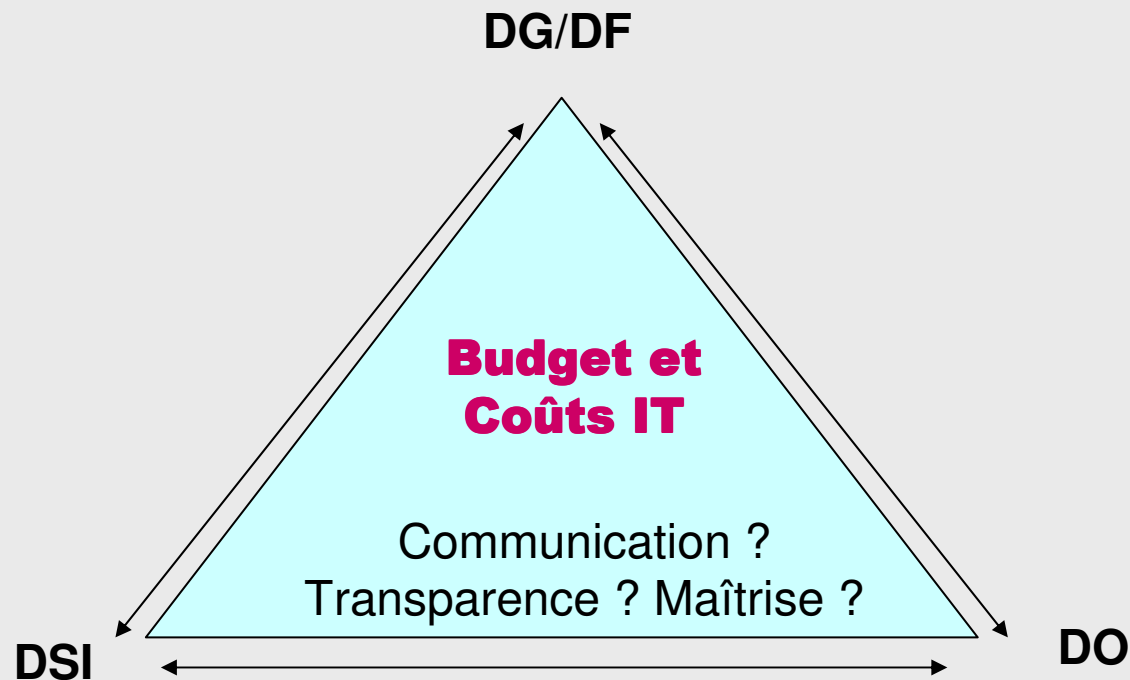 DG/DF
Budget et
Coûts IT
Communication ?
Transparence ? Maîtrise ?
DSI
DO